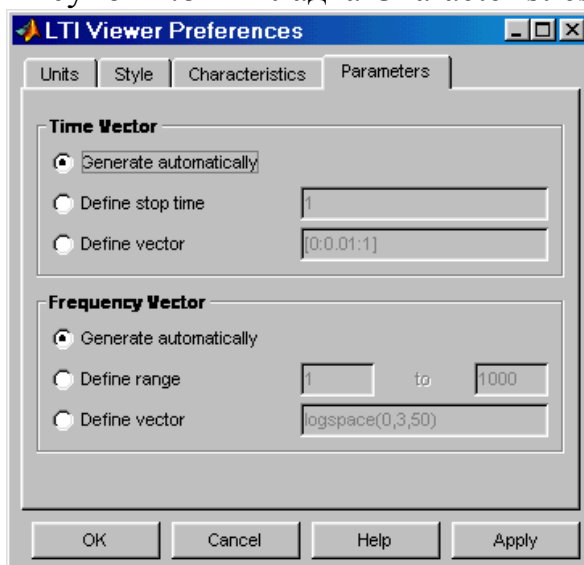 LTI Viewer Preferences
Units Style Characteristics Parameters
Time Vector
Generate automatically
Define stop time 1
Define vector [0:0.01:1]
Frequency Vector
Generate automatically
Define range 1 to 1000
Define vector logspace(0,3,50)
OK Cancel Help Apply